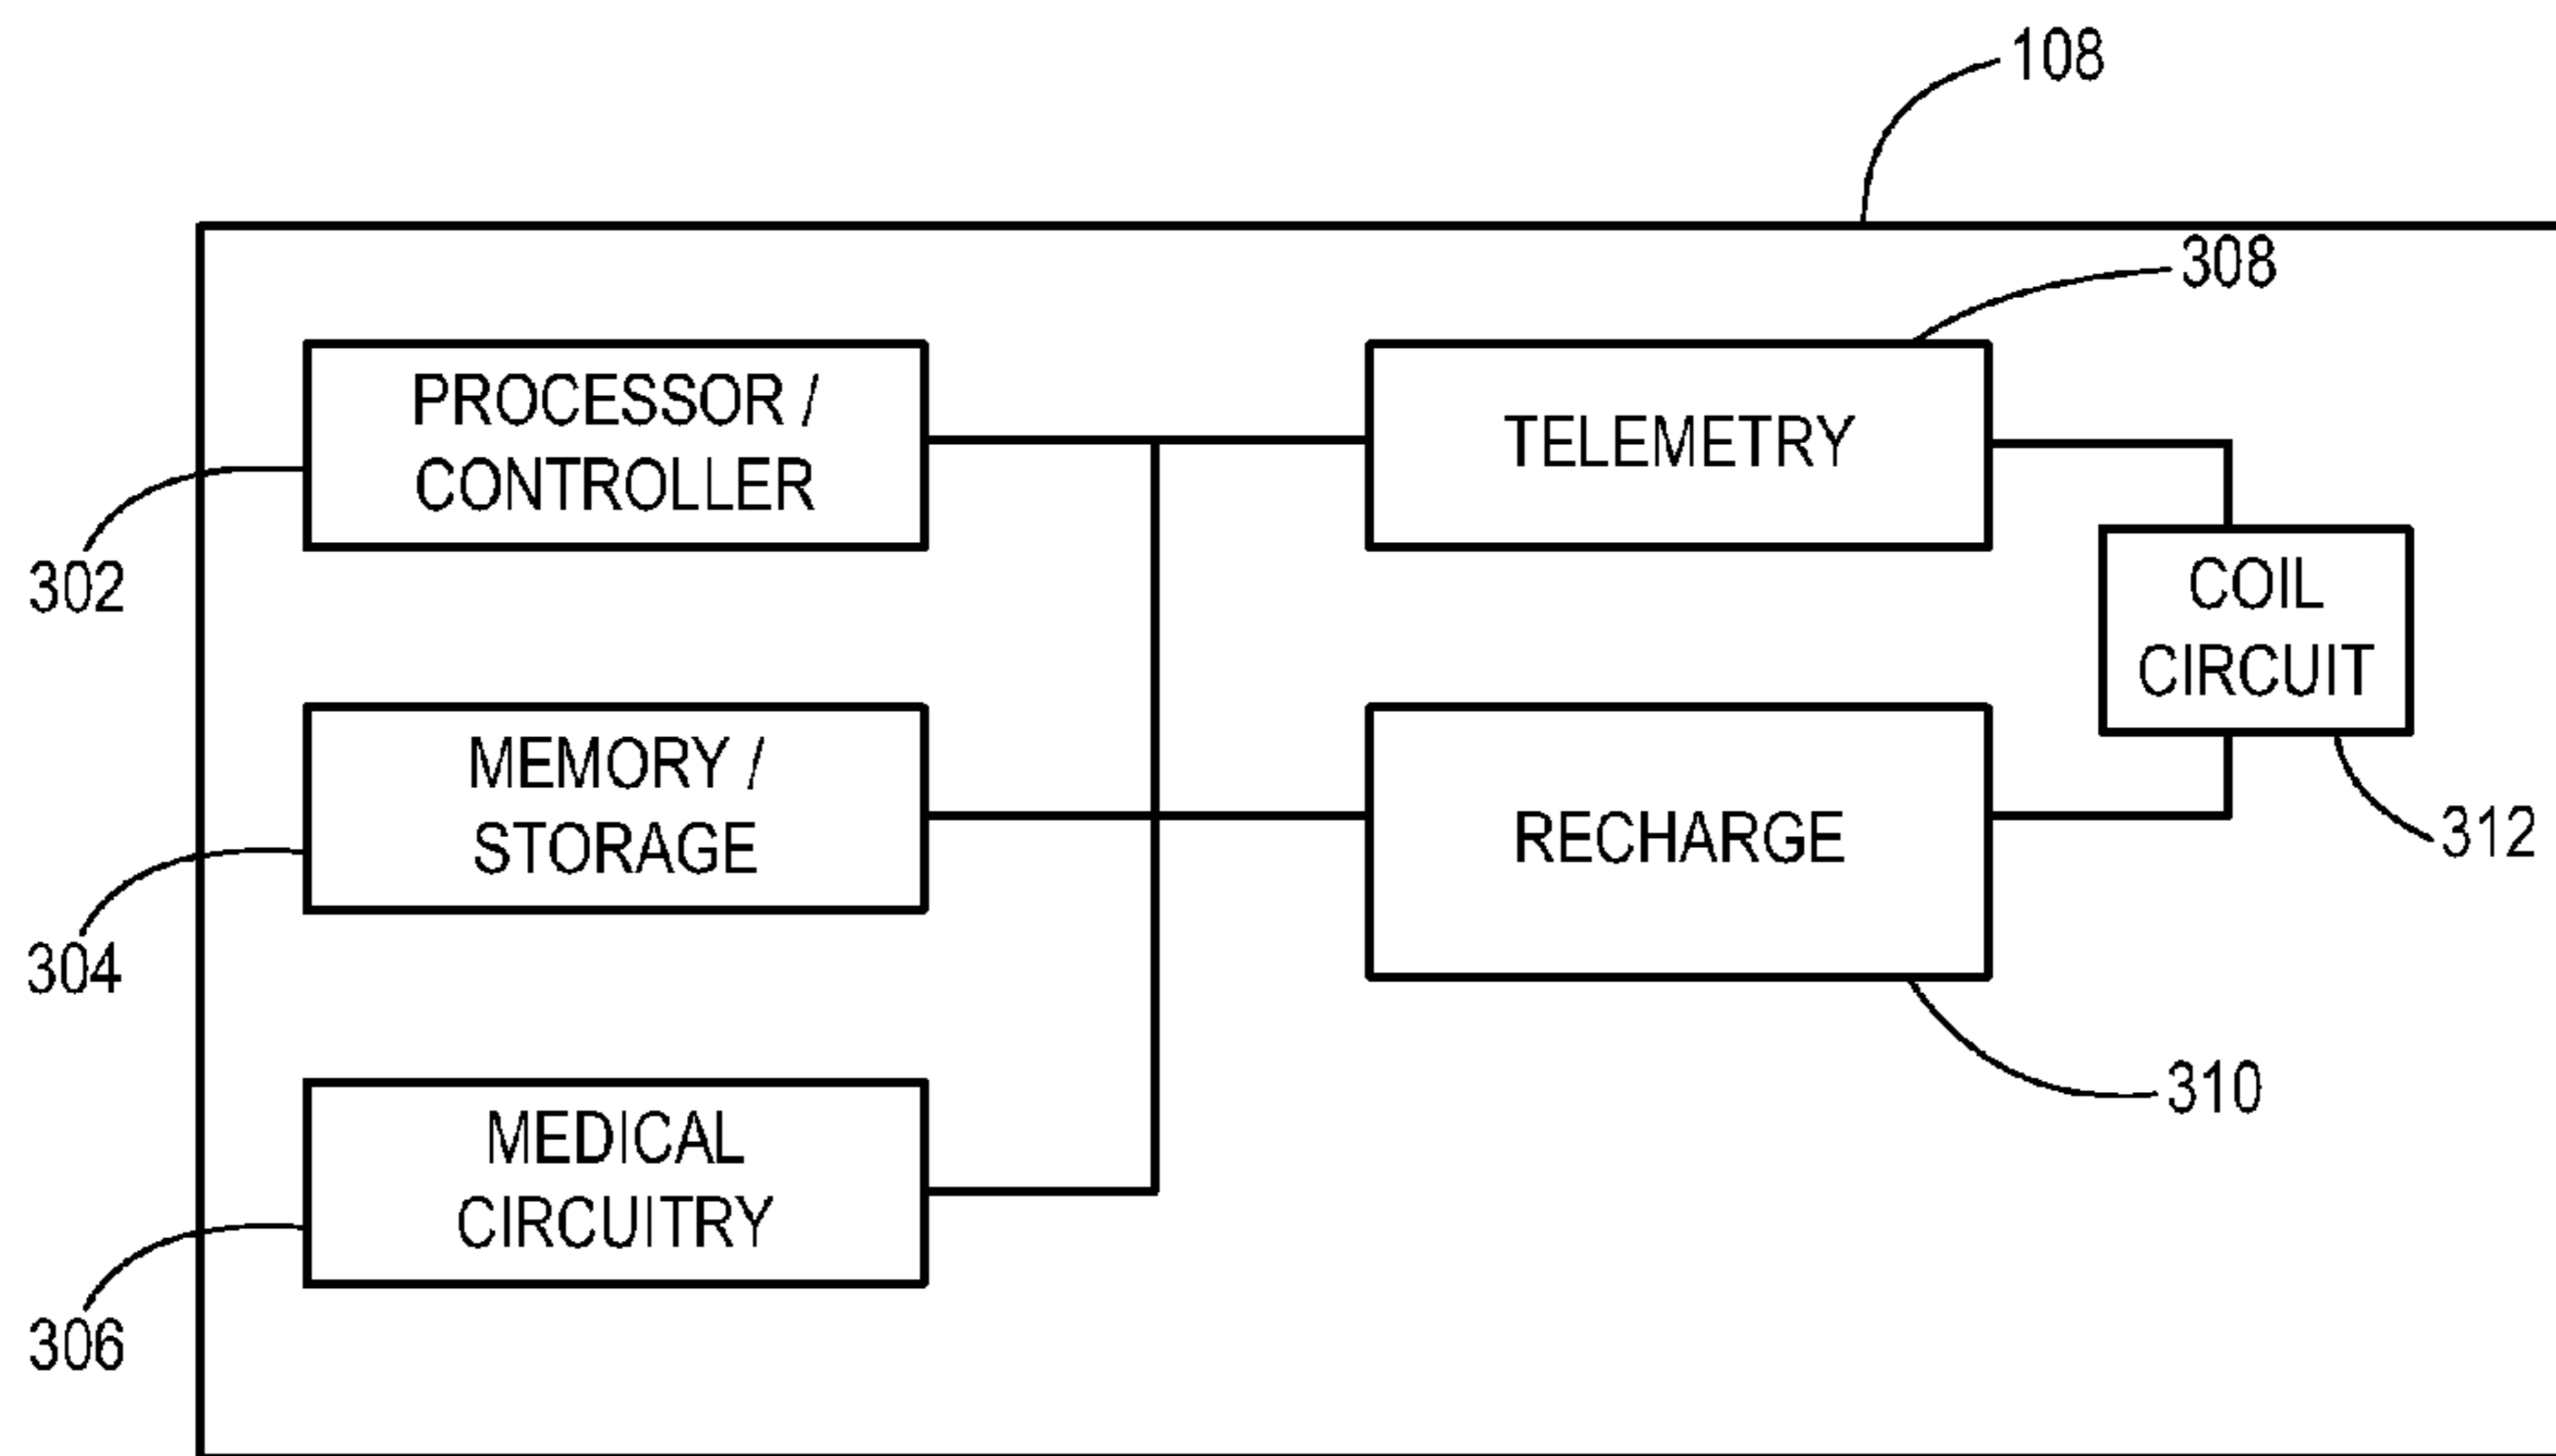 108
308
PROCESSOR /
CONTROLLER
TELEMETRY
302
COIL
CIRCUIT
MEMORY /
STORAGE
RECHARGE
312
304
310
MEDICAL
CIRCUITRY
306